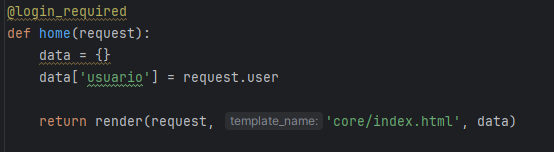 @login_required
def home(request):
    data = {}
    data['usuario'] = request.user

    return render(request, template_name: 'core/index.html', data)